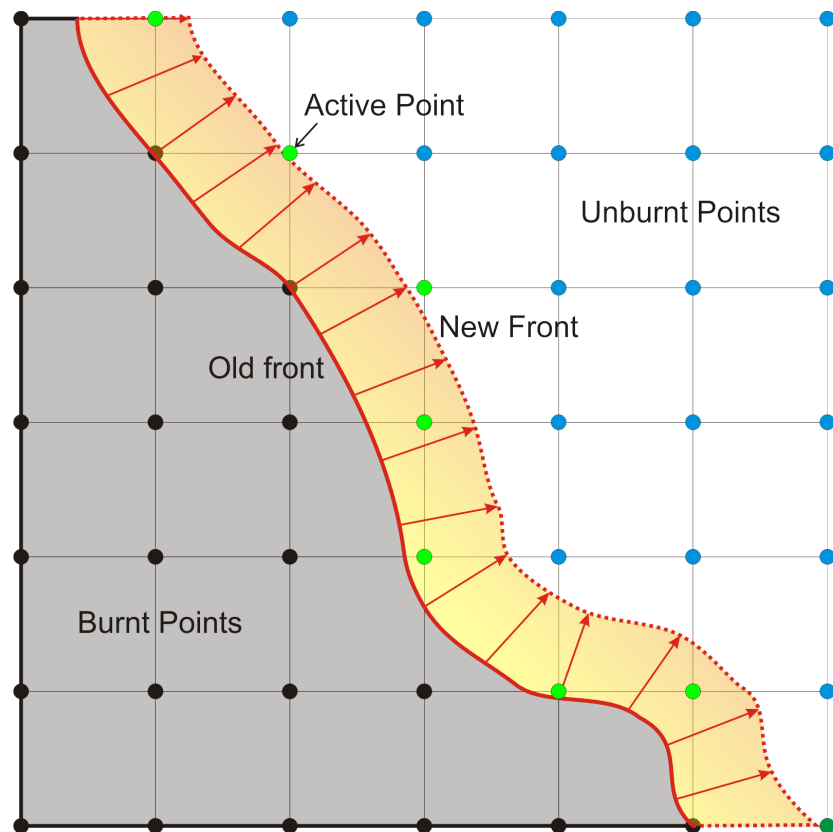 Active Point
Unburnt Points
New Front
Old front
Burnt Points